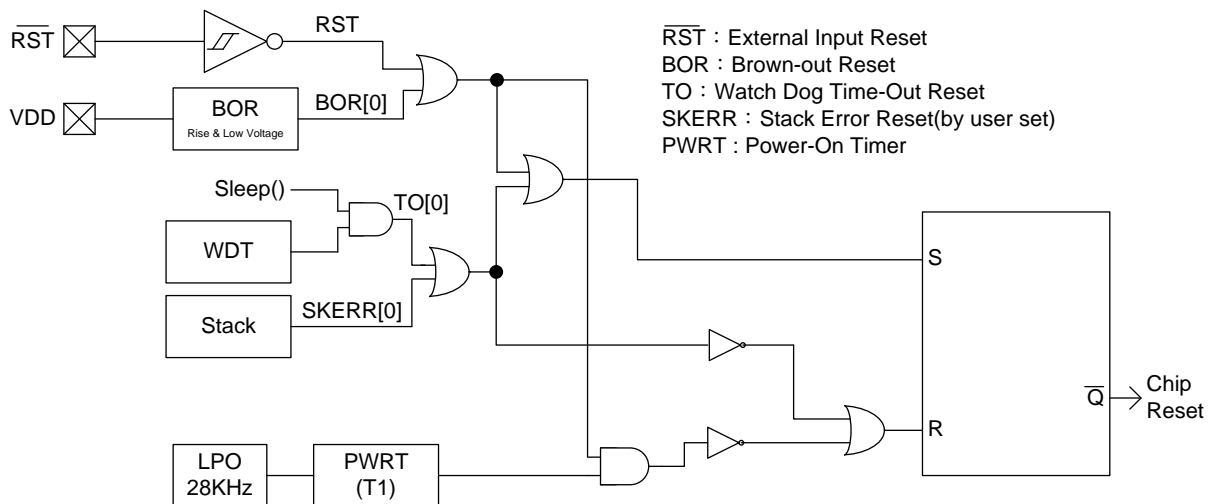 R̅S̅T̅
RST
VDD
BOR
Rise & Low Voltage
BOR[0]
R̅S̅T̅：External Input Reset
BOR：Brown-out Reset
TO：Watch Dog Time-Out Reset
SKERR：Stack Error Reset(by user set)
PWRT : Power-On Timer
Sleep()
TO[0]
WDT
Stack
SKERR[0]
S
R
Q̅
Chip
Reset
LPO
28KHz
PWRT
(T1)